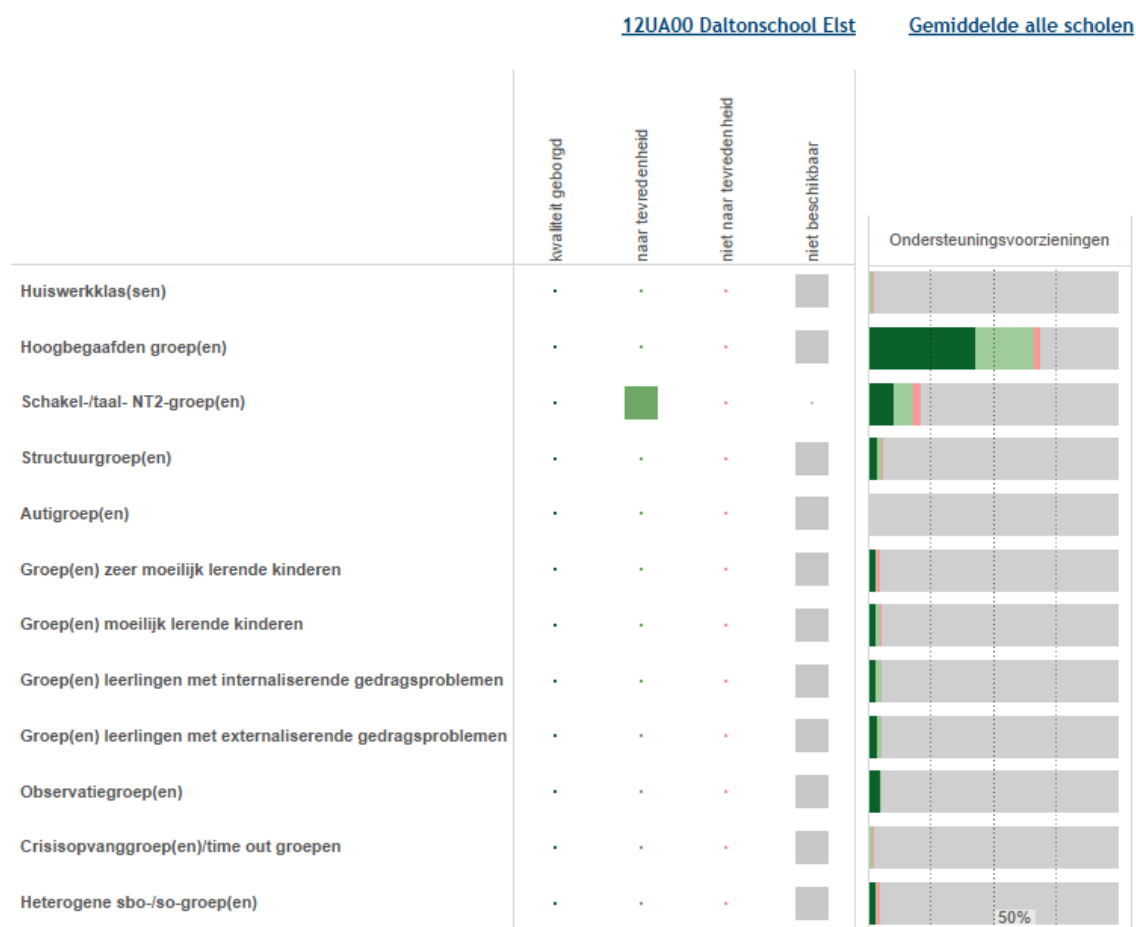 12UA00 Daltonschool Elst
Gemiddelde alle scholen
kwaliteit geborgd
naar tevredenheid
niet naar tevredenheid
niet beschikbaar
Ondersteuningsvoorzieningen
Huiswerkklas(sen)
Hoogbegaafden groep(en)
Schakel-/taal- NT2-groep(en)
Structuurgroep(en)
Autigroep(en)
Groep(en) zeer moeilijk lerende kinderen
Groep(en) moeilijk lerende kinderen
Groep(en) leerlingen met internaliserende gedragsproblemen
Groep(en) leerlingen met externaliserende gedragsproblemen
Observatiegroep(en)
Crisisopvanggroep(en)/time out groepen
Heterogene sbo-/so-groep(en)
50%